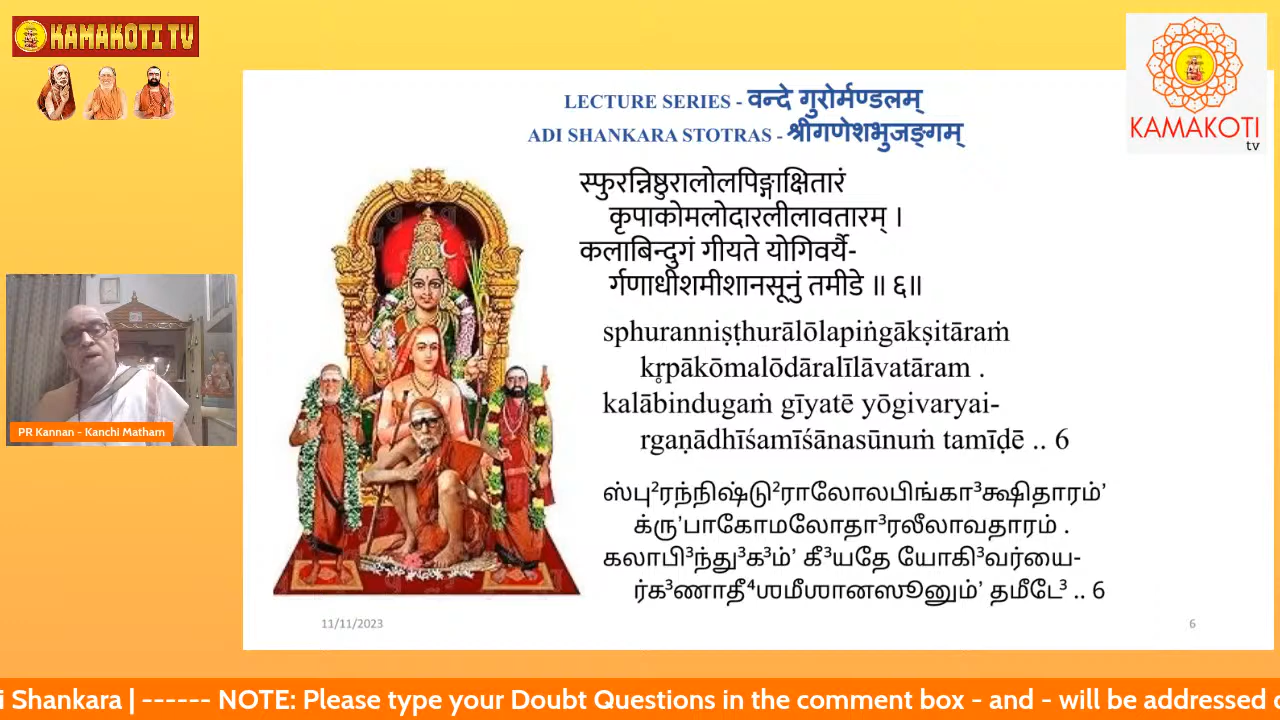 KAMAKOTI TV
KAMAKOTI
tv
LECTURE SERIES - वन्दे गुरोर्मण्डलम्
ADI SHANKARA STOTRAS - श्रीगणेशभुजङ्गम्
स्फुरन्निष्ठुरालोलपिङ्गाक्षितारं
कृपाकोमलोदारलीलावतारम् ।
कलाबिन्दुगं गीयते योगिवर्यै-
र्गणाधीशमीशानसूनुं तमीडे ॥ ६॥
sphuranniṣṭhurālōlapiṅgākṣitāraṁ
kr̥pākōmalōdāralīlāvatāram .
kalābindugaṁ gīyatē yōgivaryai-
rgaṇādhīśamīśānasūnuṁ tamīḍē .. 6
ஸ்பு²ரந்நிஷ்டு²ராலோலபிங்கா³க்ஷிதாரம்ʼ
க்ருʼபாகோமலோதா³ரலீலாவதாரம் .
கலாபி³ந்து³க³ம்ʼ கீ³யதே யோகி³வர்யை-
ர்க³ணாதீ⁴ஶமீஶானஸூனும்ʼ தமீடே³ .. 6
PR Kannan - Kanchi Matham
11/11/2023
6
i Shankara | ------ NOTE: Please type your Doubt Questions in the comment box - and - will be addressed